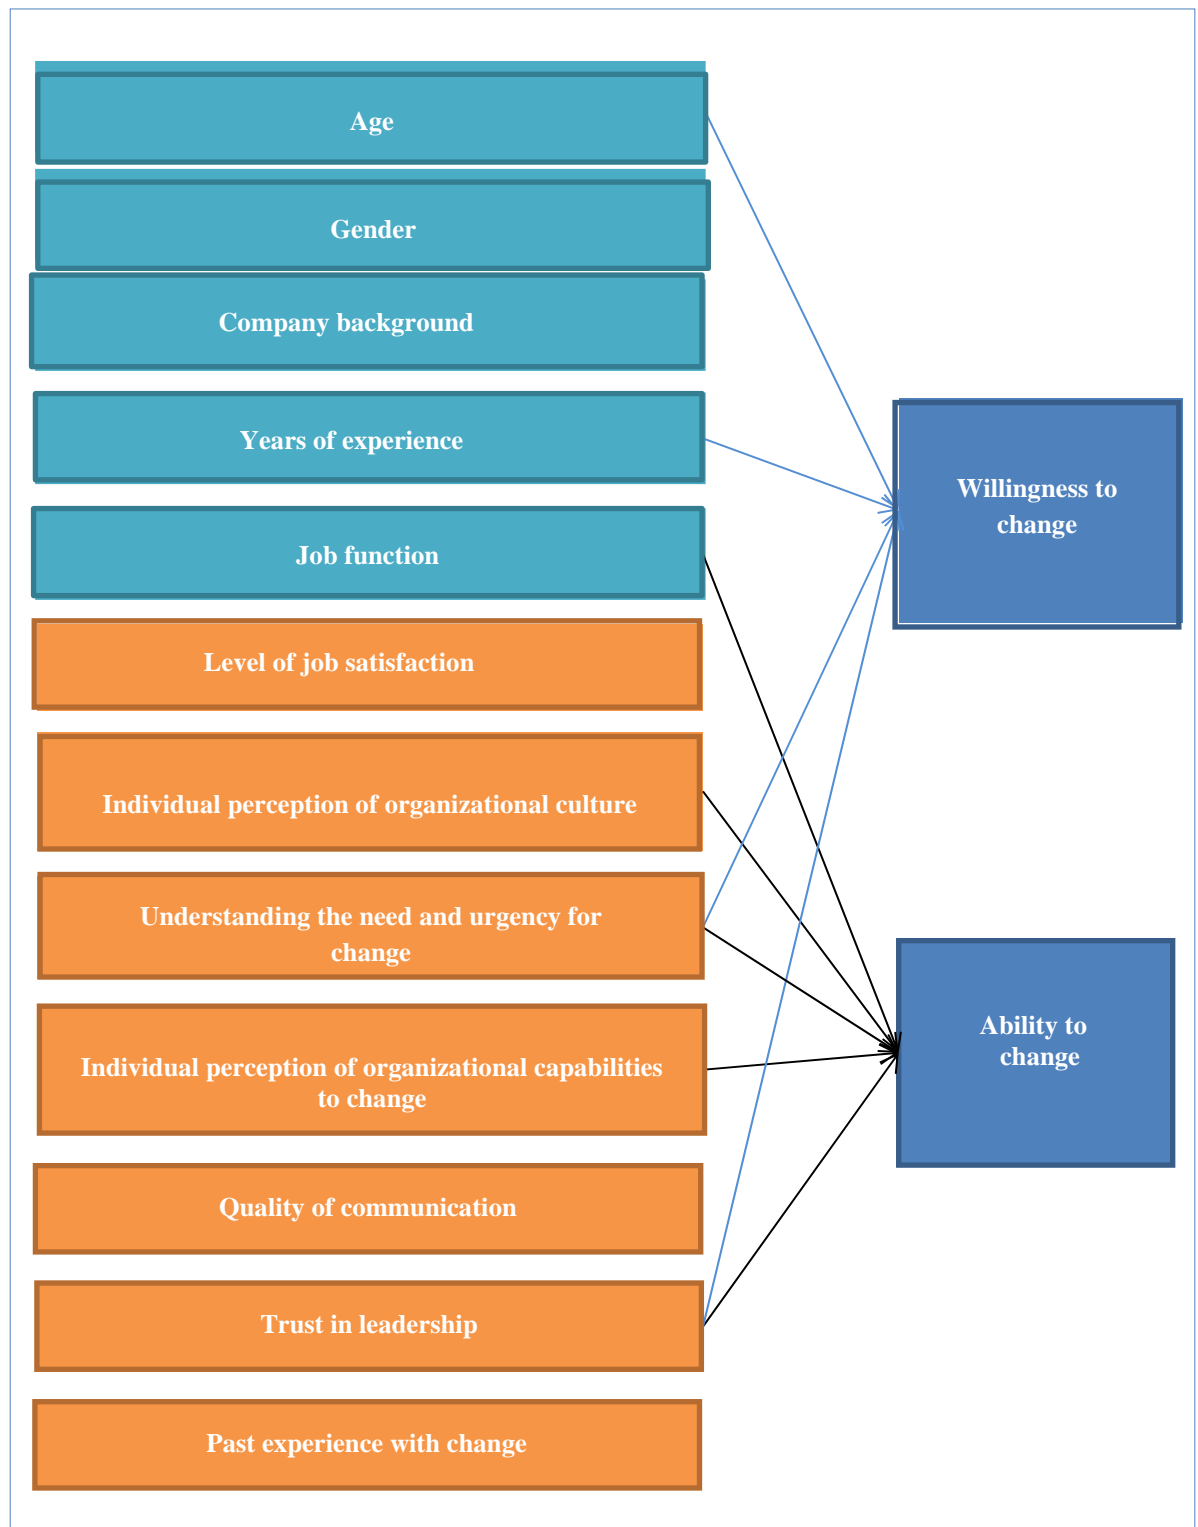 Age
Gender
Company background
Years of experience
Willingness to
change
Job function
Level of job satisfaction
Individual perception of organizational culture
Understanding the need and urgency for
change
Ability to
change
Individual perception of organizational capabilities
to change
Quality of communication
Trust in leadership
Past experience with change